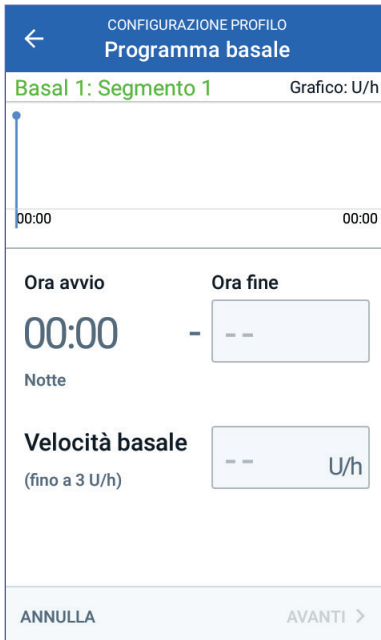 CONFIGURAZIONE PROFILO
Programma basale
Basal 1: Segmento 1 Grafico: U/h
00:00 00:00
Ora avvio Ora fine
00:00 - --
Notte
Velocità basale -- U/h
(fino a 3 U/h)
ANNULLA AVANTI